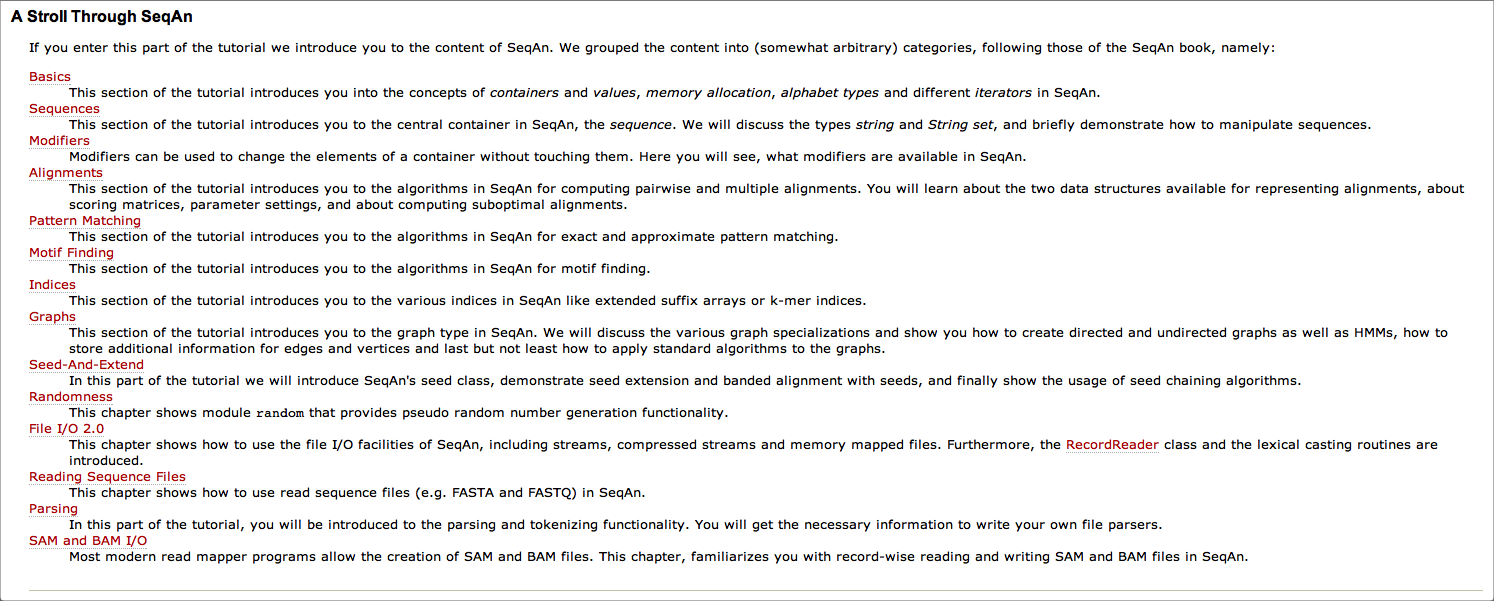 A Stroll Through SeqAn
If you enter this part of the tutorial we introduce you to the content of SeqAn. We grouped the content into (somewhat arbitrary) categories, following those of the SeqAn book, namely:
Basics
This section of the tutorial introduces you into the concepts of containers and values, memory allocation, alphabet types and different iterators in SeqAn.
Sequences
This section of the tutorial introduces you to the central container in SeqAn, the sequence. We will discuss the types string and String set, and briefly demonstrate how to manipulate sequences.
Modifiers
Modifiers can be used to change the elements of a container without touching them. Here you will see, what modifiers are available in SeqAn.
Alignments
This section of the tutorial introduces you to the algorithms in SeqAn for computing pairwise and multiple alignments. You will learn about the two data structures available for representing alignments, about
scoring matrices, parameter settings, and about computing suboptimal alignments.
Pattern Matching
This section of the tutorial introduces you to the algorithms in SeqAn for exact and approximate pattern matching.
Motif Finding
This section of the tutorial introduces you to the algorithms in SeqAn for motif finding.
Indices
This section of the tutorial introduces you to the various indices in SeqAn like extended suffix arrays or k-mer indices.
Graphs
This section of the tutorial introduces you to the graph type in SeqAn. We will discuss the various graph specializations and show you how to create directed and undirected graphs as well as HMMs, how to
store additional information for edges and vertices and last but not least how to apply standard algorithms to the graphs.
Seed-And-Extend
In this part of the tutorial we will introduce SeqAn's seed class, demonstrate seed extension and banded alignment with seeds, and finally show the usage of seed chaining algorithms.
Randomness
This chapter shows module random that provides pseudo random number generation functionality.
File I/O 2.0
This chapter shows how to use the file I/O facilities of SeqAn, including streams, compressed streams and memory mapped files. Furthermore, the RecordReader class and the lexical casting routines are
introduced.
Reading Sequence Files
This chapter shows how to use read sequence files (e.g. FASTA and FASTQ) in SeqAn.
Parsing
In this part of the tutorial, you will be introduced to the parsing and tokenizing functionality. You will get the necessary information to write your own file parsers.
SAM and BAM I/O
Most modern read mapper programs allow the creation of SAM and BAM files. This chapter, familiarizes you with record-wise reading and writing SAM and BAM files in SeqAn.